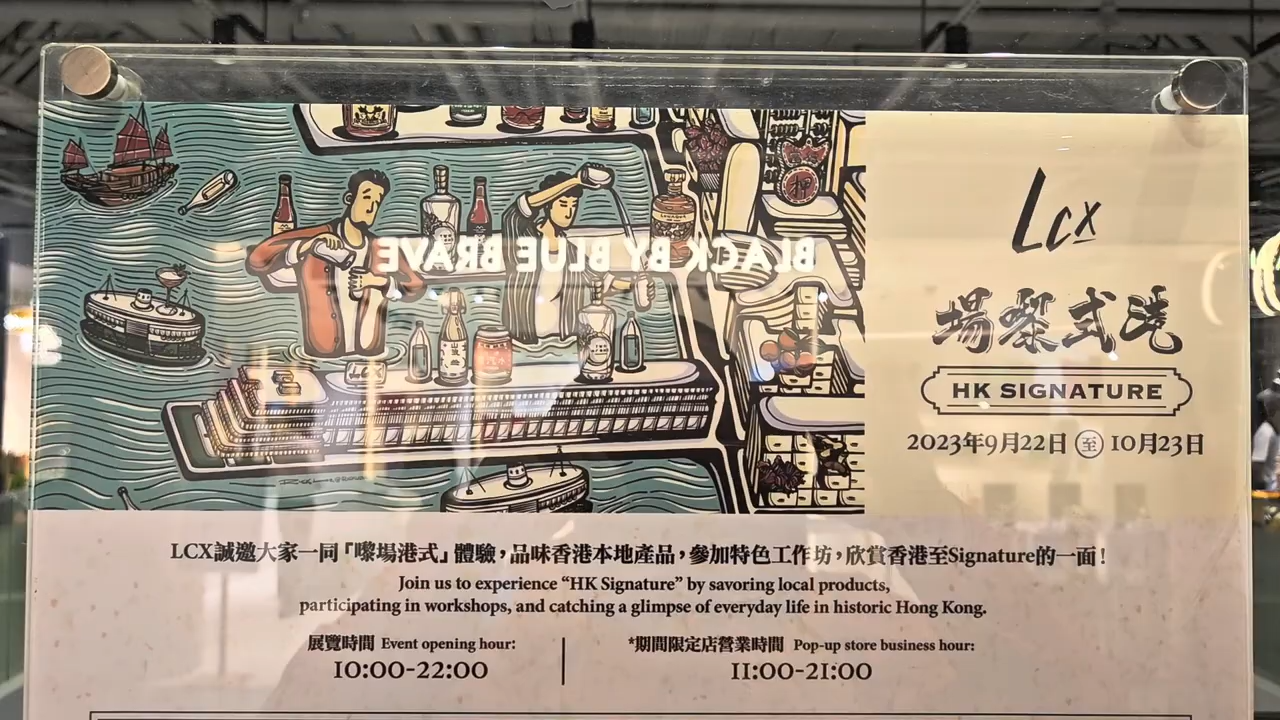 BLACK BY BLUE BRAVE
押
LCX
港式嚟場
HK SIGNATURE
2023年9月22日 至 10月23日
LCX誠邀大家一同「嚟場港式」體驗，品味香港本地產品，參加特色工作坊，欣賞香港至Signature的一面！
Join us to experience “HK Signature” by savoring local products,
participating in workshops, and catching a glimpse of everyday life in historic Hong Kong.
展覽時間 Event opening hour:
10:00-22:00
*期間限定店營業時間 Pop-up store business hour:
11:00-21:00